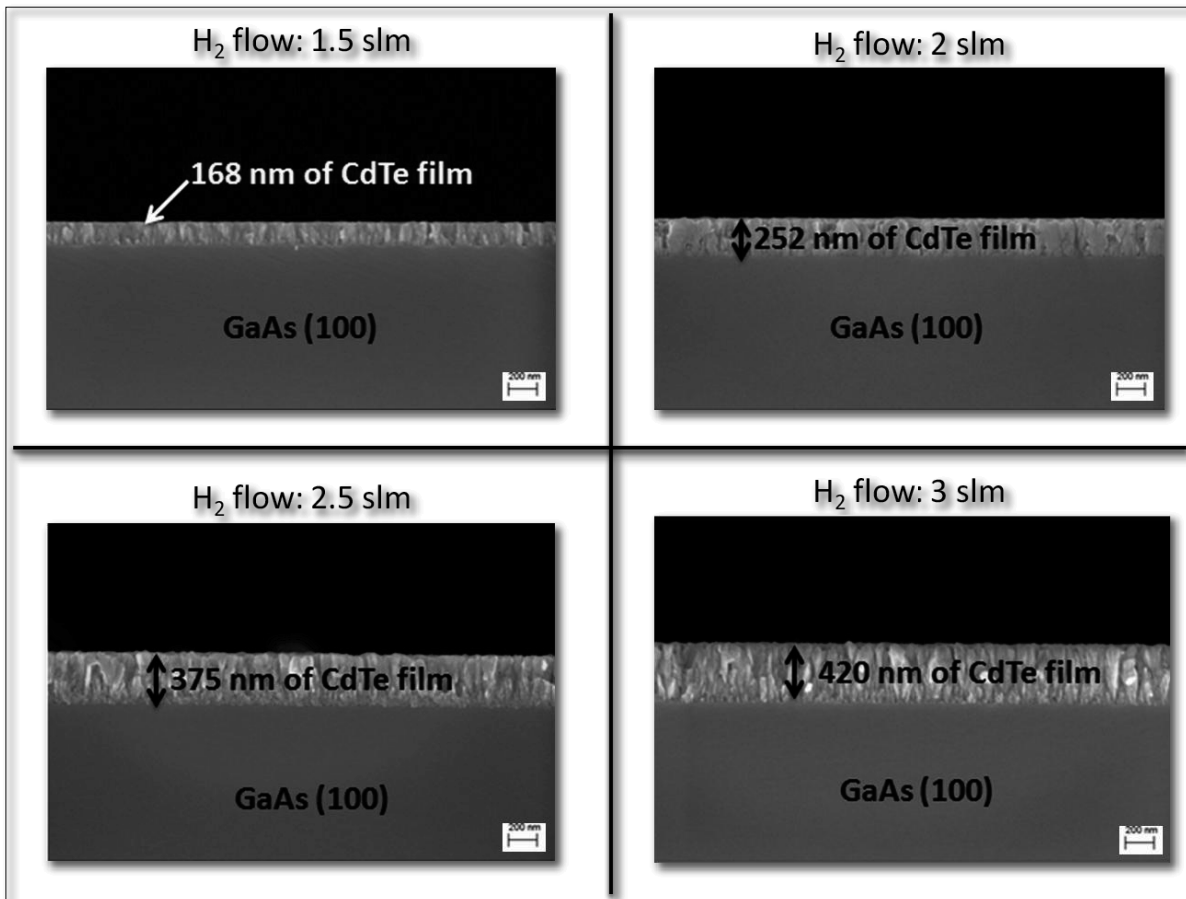 H₂ flow: 1.5 slm
168 nm of CdTe film
GaAs (100)
200 nm
H₂ flow: 2 slm
252 nm of CdTe film
GaAs (100)
200 nm
H₂ flow: 2.5 slm
375 nm of CdTe film
GaAs (100)
200 nm
H₂ flow: 3 slm
420 nm of CdTe film
GaAs (100)
200 nm